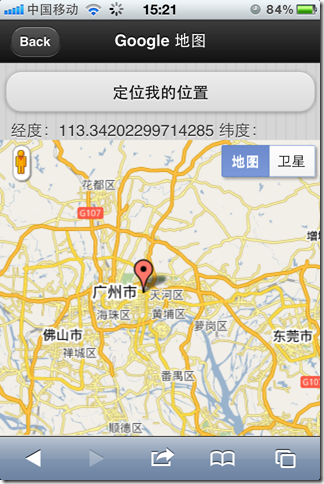 中国移动 15:21 84%
Back Google 地图
定位我的位置
经度：113.34202299714285 纬度：
地图 卫星
花都区
G107
广州市 天河区
海珠区 黄埔区
萝岗区
佛山市
东莞市
禅城区
番禺区
G107
顺德区